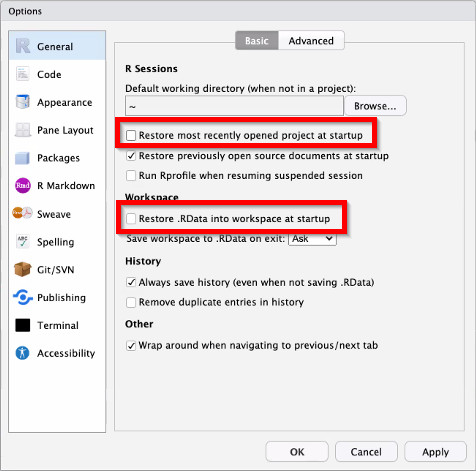 Options
General
Code
Appearance
Pane Layout
Packages
R Markdown
Sweave
Spelling
Git/SVN
Publishing
Terminal
Accessibility
Basic Advanced
R Sessions
Default working directory (when not in a project):
~ Browse...
Restore most recently opened project at startup
Restore previously open source documents at startup
Run Rprofile when resuming suspended session
Workspace
Restore .RData into workspace at startup
Save workspace to .RData on exit: Ask
History
Always save history (even when not saving .RData)
Remove duplicate entries in history
Other
Wrap around when navigating to previous/next tab
OK Cancel Apply